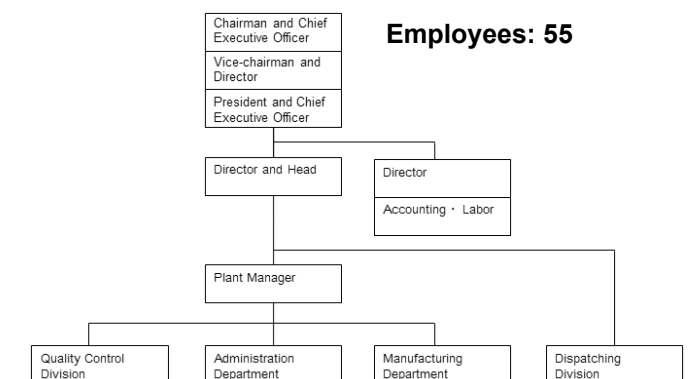 Chairman and Chief
Executive Officer
Employees: 55
Vice-chairman and
Director
President and Chief
Executive Officer
Director and Head
Director
Accounting・ Labor
Plant Manager
Quality Control
Division
Administration
Department
Manufacturing
Department
Dispatching
Division